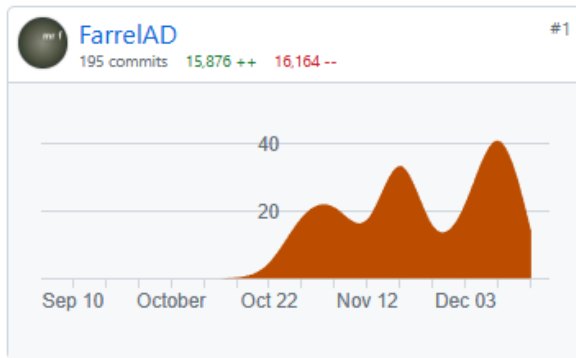 FarrelAD
#1
195 commits 15,876 ++ 16,164 --
40
20
Sep 10 October Oct 22 Nov 12 Dec 03